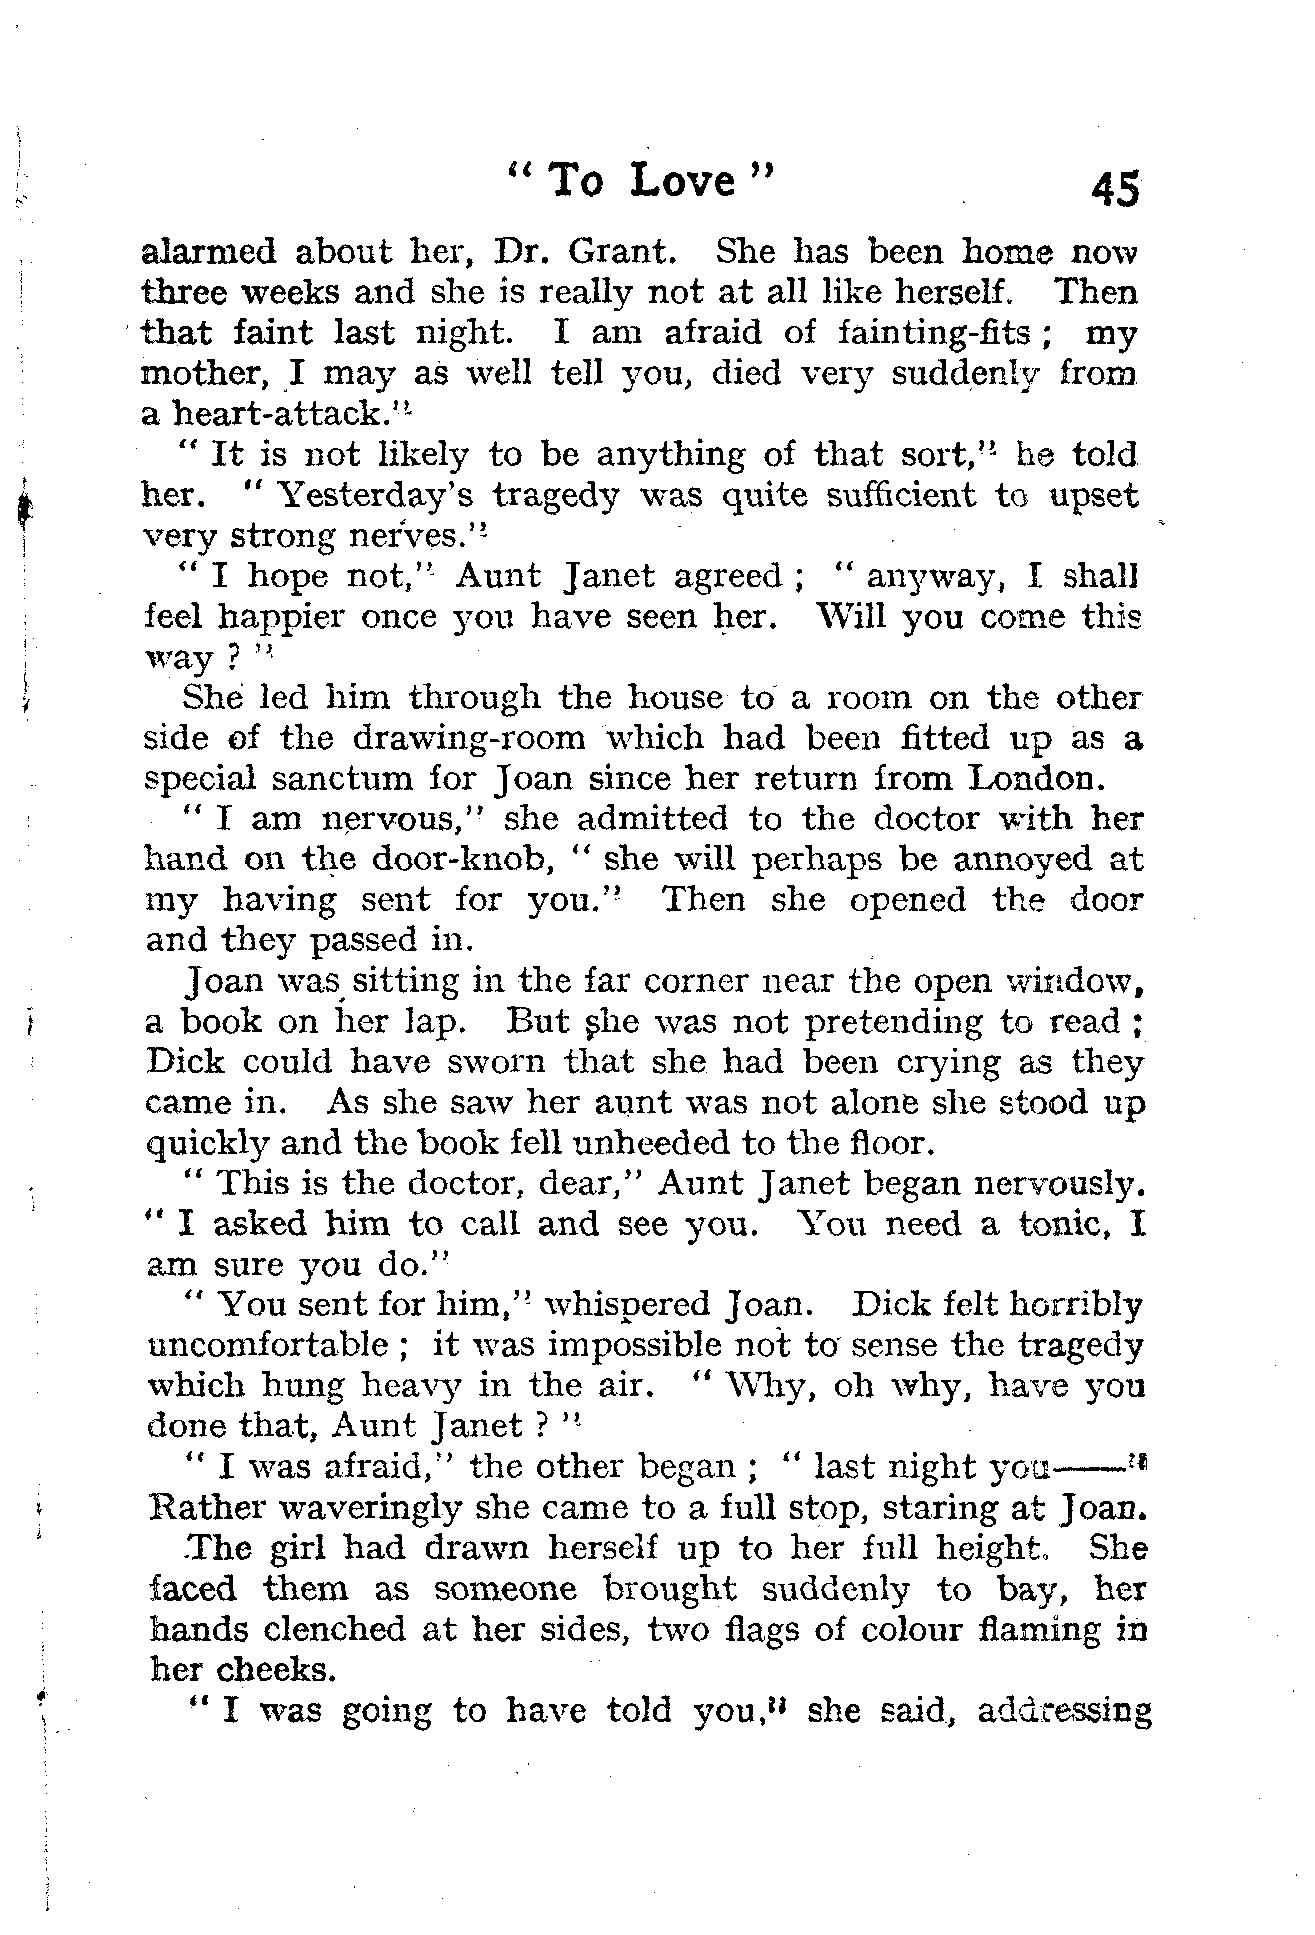 " To Love "
45
alarmed about her, Dr. Grant. She has been home now
three weeks and she is really not at all like herself. Then
that faint last night. I am afraid of fainting-fits ; my
mother, I may as well tell you, died very suddenly from
a heart-attack."
" It is not likely to be anything of that sort," he told
her. " Yesterday's tragedy was quite sufficient to upset
very strong nerves."
" I hope not," Aunt Janet agreed ; " anyway, I shall
feel happier once you have seen her. Will you come this
way ? "
She led him through the house to a room on the other
side of the drawing-room which had been fitted up as a
special sanctum for Joan since her return from London.
" I am nervous," she admitted to the doctor with her
hand on the door-knob, " she will perhaps be annoyed at
my having sent for you." Then she opened the door
and they passed in.
Joan was sitting in the far corner near the open window,
a book on her lap. But she was not pretending to read ;
Dick could have sworn that she had been crying as they
came in. As she saw her aunt was not alone she stood up
quickly and the book fell unheeded to the floor.
" This is the doctor, dear," Aunt Janet began nervously.
" I asked him to call and see you. You need a tonic, I
am sure you do."
" You sent for him," whispered Joan. Dick felt horribly
uncomfortable ; it was impossible not to sense the tragedy
which hung heavy in the air. " Why, oh why, have you
done that, Aunt Janet ? "
" I was afraid," the other began ; " last night you——"
Rather waveringly she came to a full stop, staring at Joan.
The girl had drawn herself up to her full height. She
faced them as someone brought suddenly to bay, her
hands clenched at her sides, two flags of colour flaming in
her cheeks.
" I was going to have told you," she said, addressing